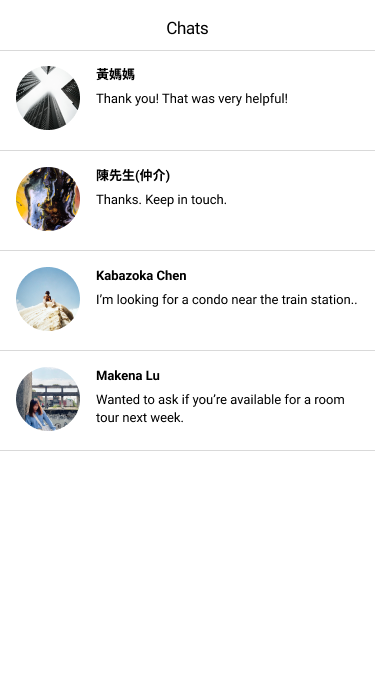 Chats
黃媽媽
Thank you! That was very helpful!
陳先生(仲介)
Thanks. Keep in touch.
Kabazoka Chen
I’m looking for a condo near the train station..
Makena Lu
Wanted to ask if you’re available for a room
tour next week.